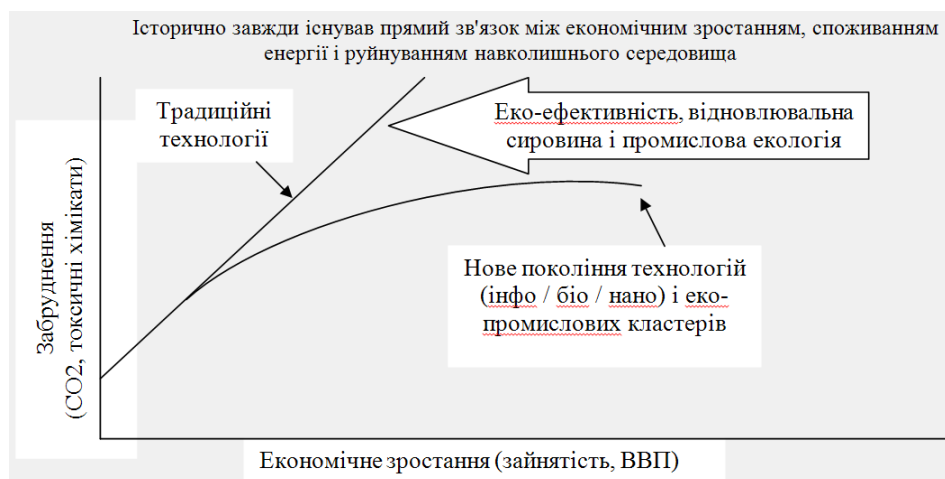 Історично завжди існував прямий зв'язок між економічним зростанням, споживанням
енергії і руйнуванням навколишнього середовища
Традиційні
технології
Еко-ефективність, відновлювальна
сировина і промислова екологія
Нове покоління технологій
(інфо / біо / нано) і еко-
промислових кластерів
Забруднення
(СО2, токсичні хімікати)
Економічне зростання (зайнятість, ВВП)